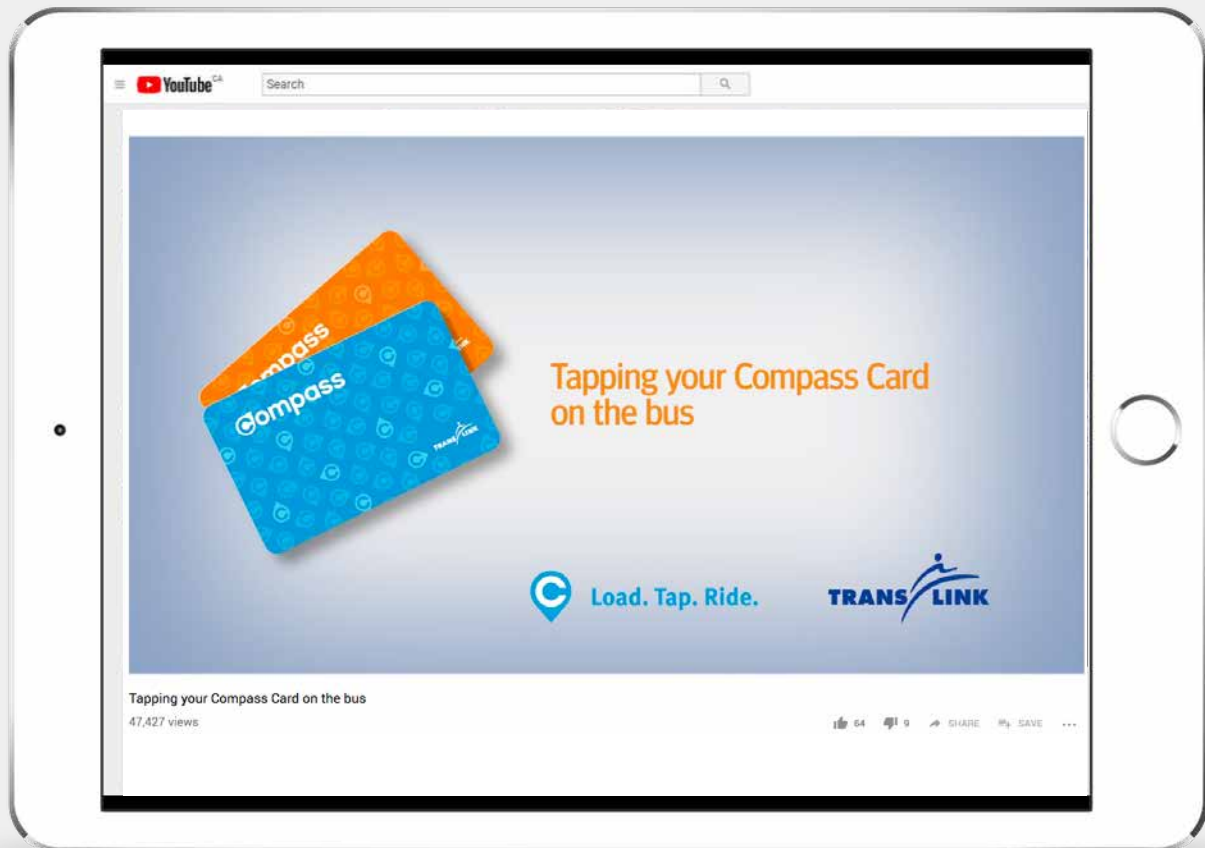 YouTube CA
Search
Compass
TRANSLINK
Compass
TRANSLINK
Tapping your Compass Card
on the bus
Load. Tap. Ride.
TRANSLINK
Tapping your Compass Card on the bus
47,427 views
64 9 SHARE SAVE ...